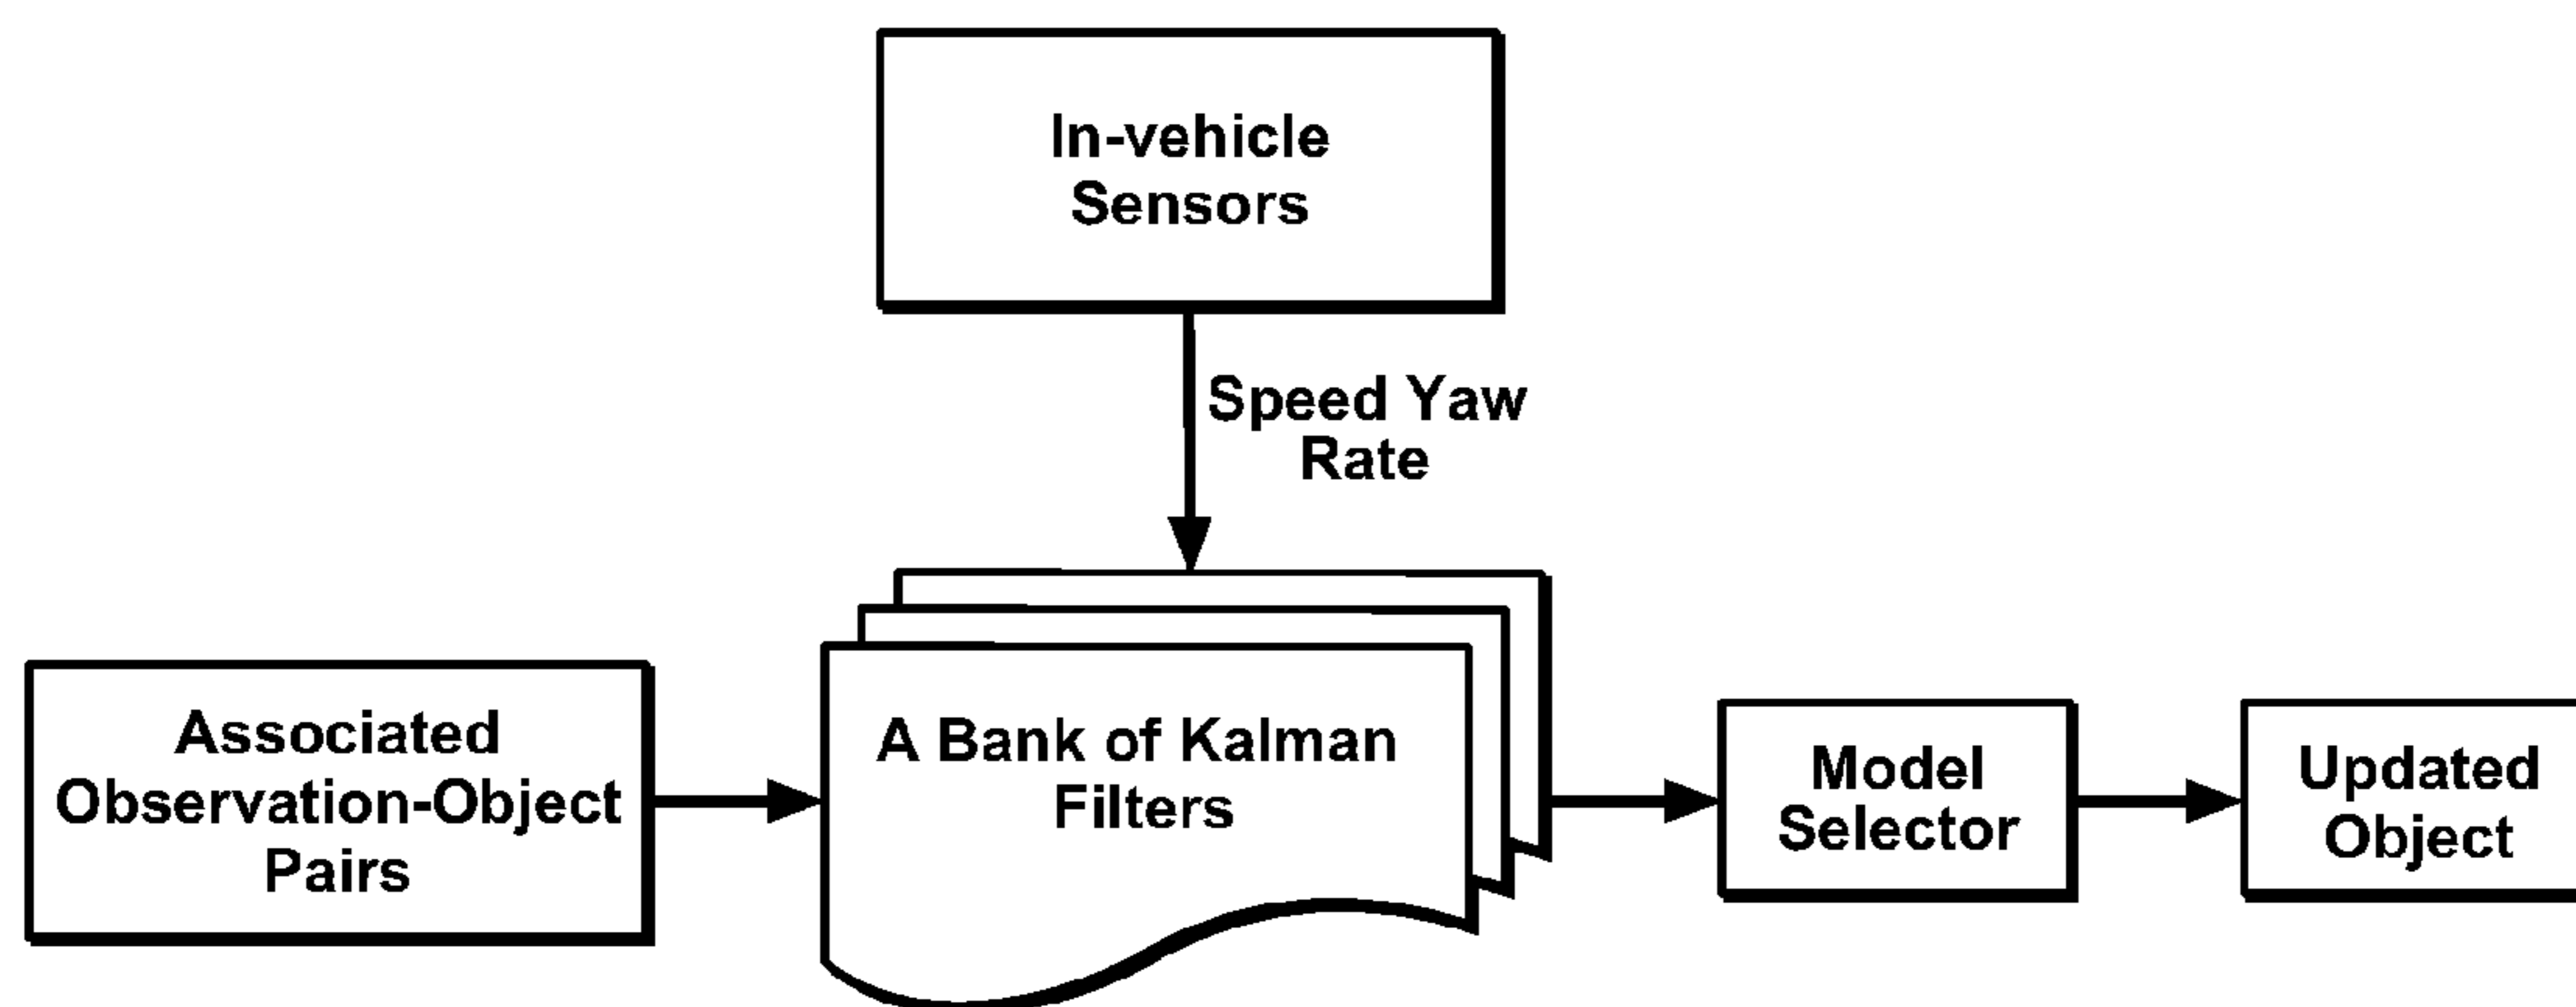 In-vehicle
Sensors
Speed Yaw
Rate
Associated
Observation-Object
Pairs
A Bank of Kalman
Filters
Model
Selector
Updated
Object